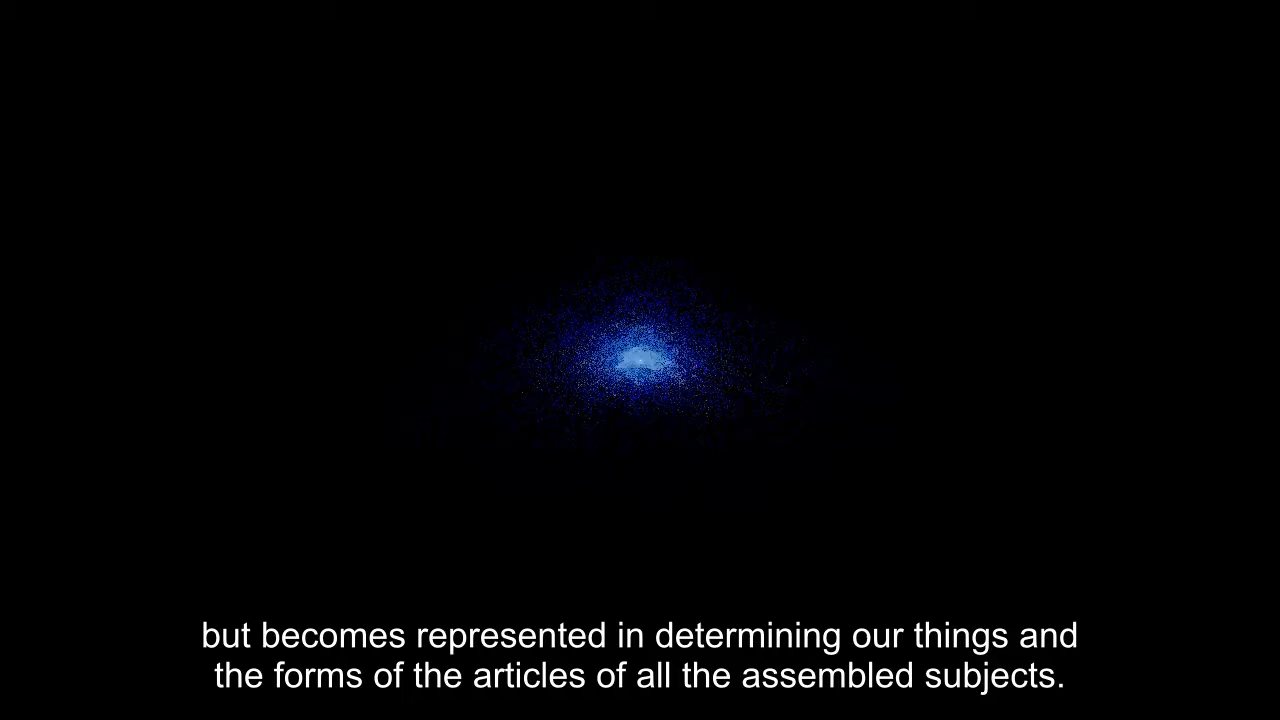 but becomes represented in determining our things and
the forms of the articles of all the assembled subjects.